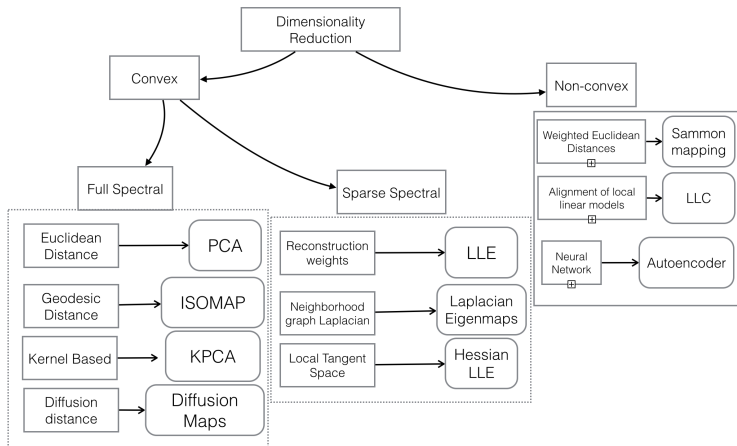 Dimensionality
Reduction
Convex
Non-convex
Full Spectral
Sparse Spectral
Euclidean
Distance
PCA
Geodesic
Distance
ISOMAP
Kernel Based
KPCA
Diffusion
distance
Diffusion
Maps
Reconstruction
weights
LLE
Neighborhood
graph Laplacian
Laplacian
Eigenmaps
Local Tangent
Space
Hessian
LLE
Weighted Euclidean
Distances
Sammon
mapping
Alignment of local
linear models
LLC
Neural
Network
Autoencoder